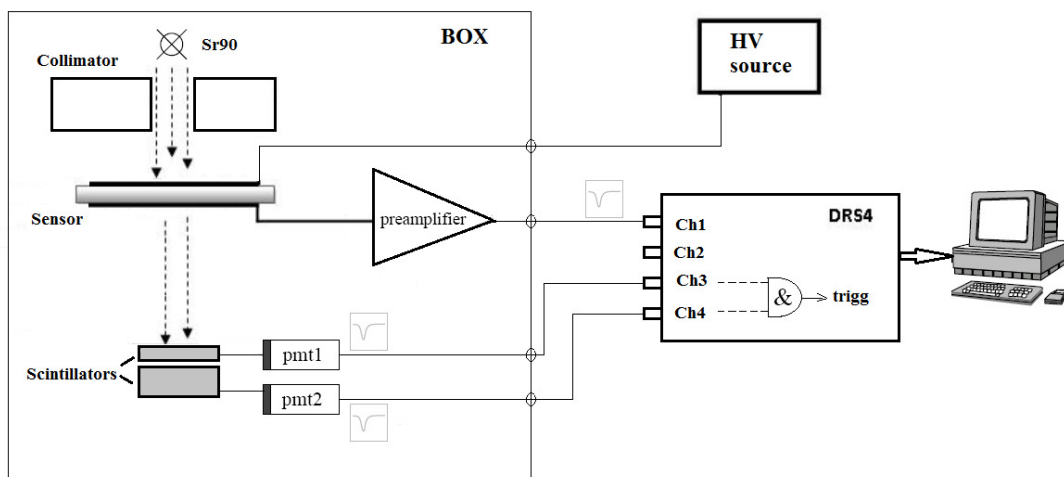 BOX
HV
source
Sr90
Collimator
Sensor
preamplifier
DRS4
Ch1
Ch2
Ch3
Ch4
&
trigg
Scintillators
pmt1
pmt2